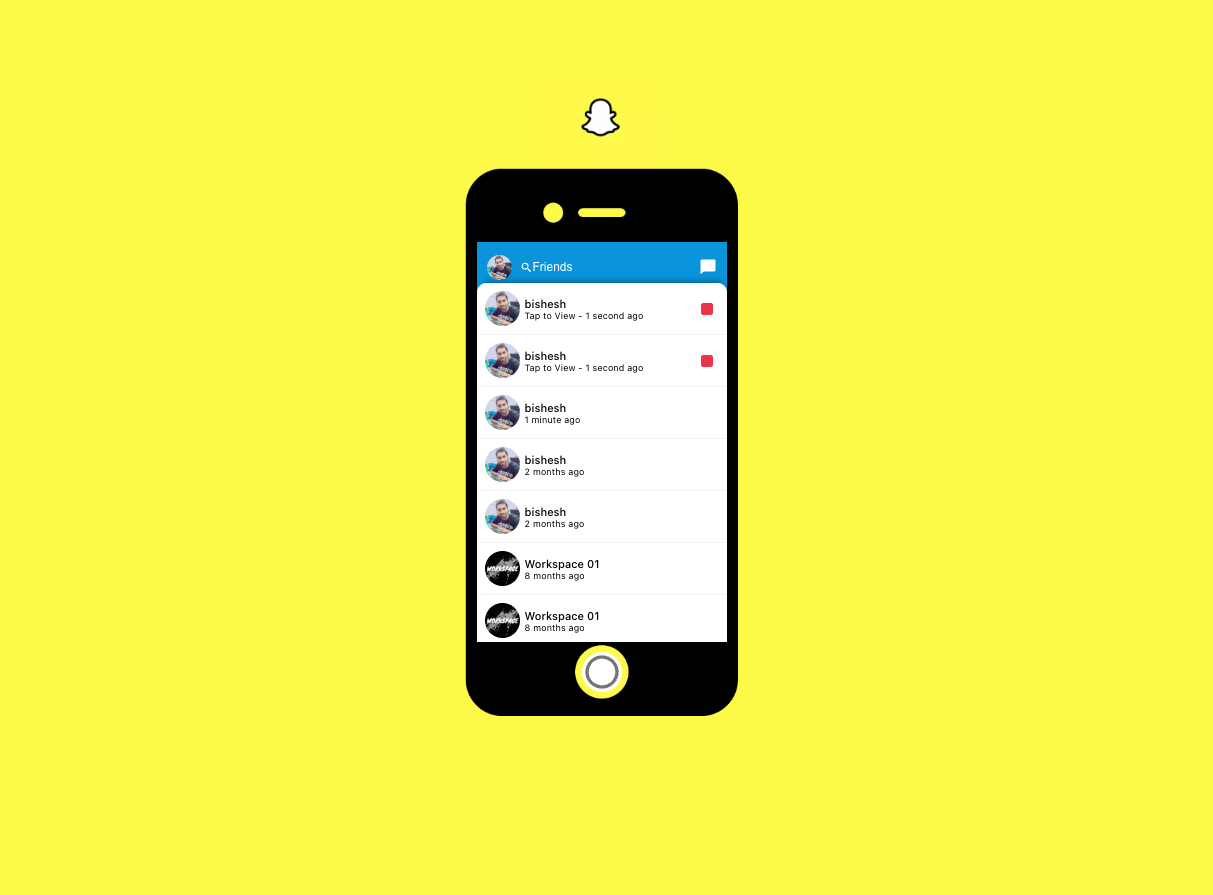 Friends
bishesh
Tap to View - 1 second ago
bishesh
Tap to View - 1 second ago
bishesh
1 minute ago
bishesh
2 months ago
bishesh
2 months ago
WORKSPACE
Workspace 01
8 months ago
WORKSPACE
Workspace 01
8 months ago